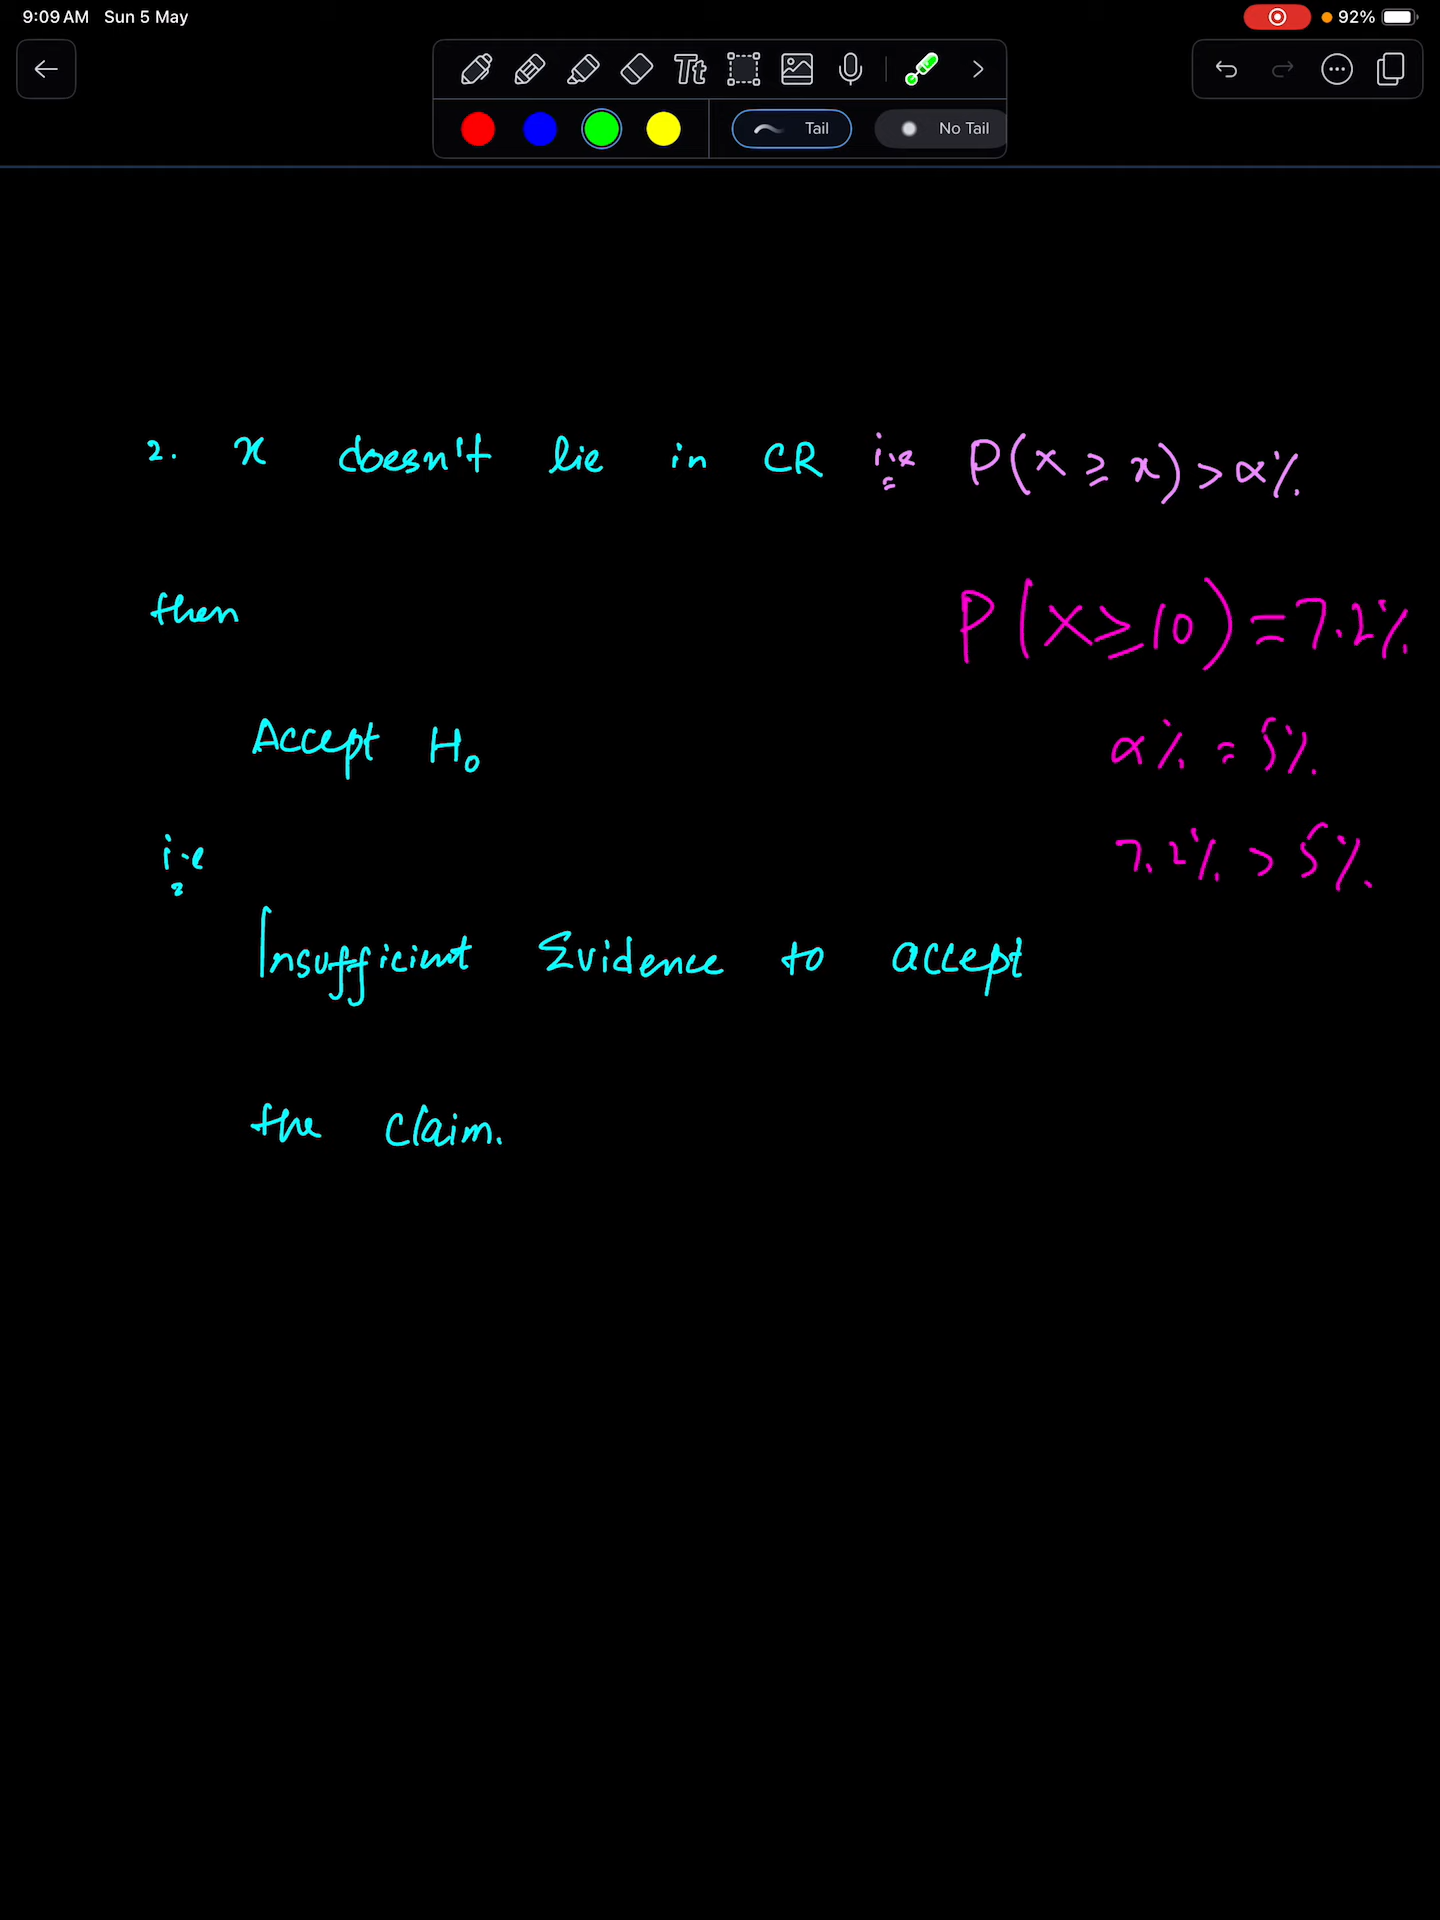 9:09 AM Sun 5 May
92%
Tt
Tail
No Tail
2. x doesn't lie in CR i.e P(X ≥ x) > α%.
then
P(X ≥ 10) = 7.2%.
Accept H₀
α% = 5%.
i.e
7.2% > 5%.
Insufficient Evidence to accept
the claim.